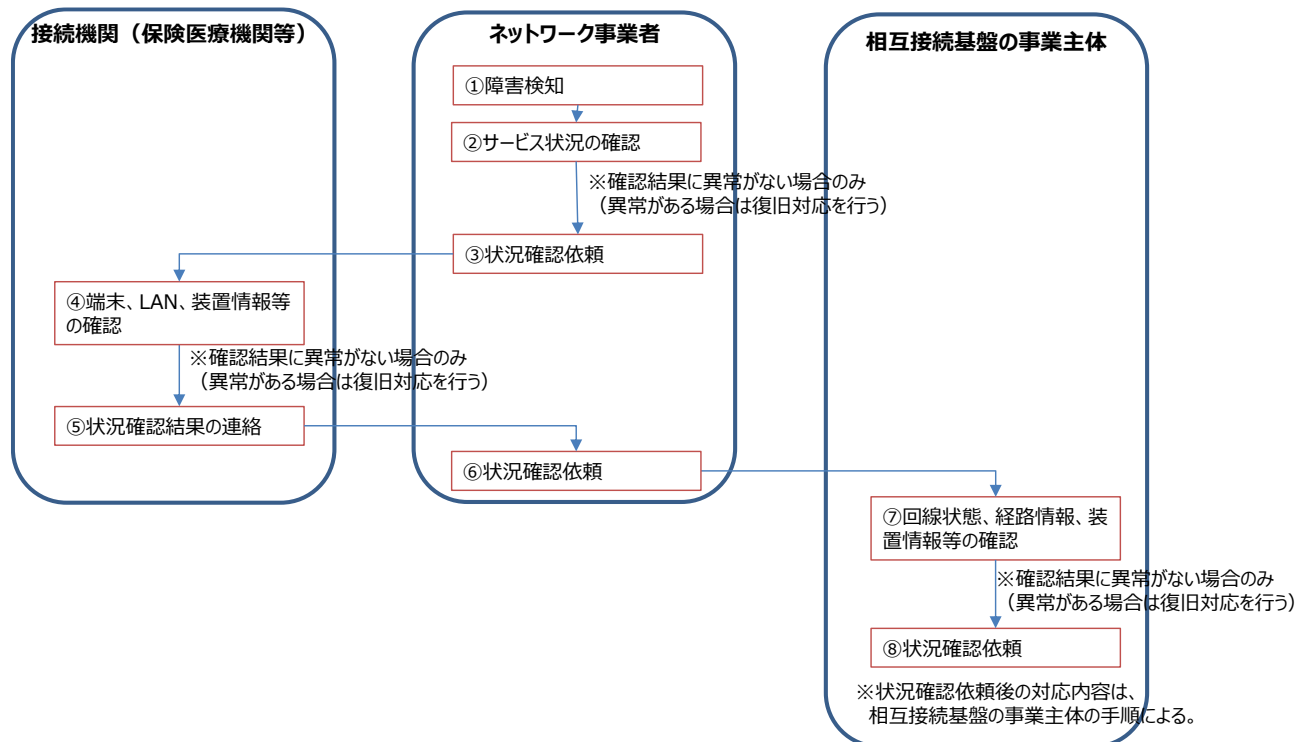 接続機関（保険医療機関等）
ネットワーク事業者
相互接続基盤の事業主体
①障害検知
②サービス状況の確認
※確認結果に異常がない場合のみ
（異常がある場合は復旧対応を行う）
③状況確認依頼
④端末、LAN、装置情報等
の確認
※確認結果に異常がない場合のみ
（異常がある場合は復旧対応を行う）
⑤状況確認結果の連絡
⑥状況確認依頼
⑦回線状態、経路情報、装
置情報等の確認
※確認結果に異常がない場合のみ
（異常がある場合は復旧対応を行う）
⑧状況確認依頼
※状況確認依頼後の対応内容は、
相互接続基盤の事業主体の手順による。